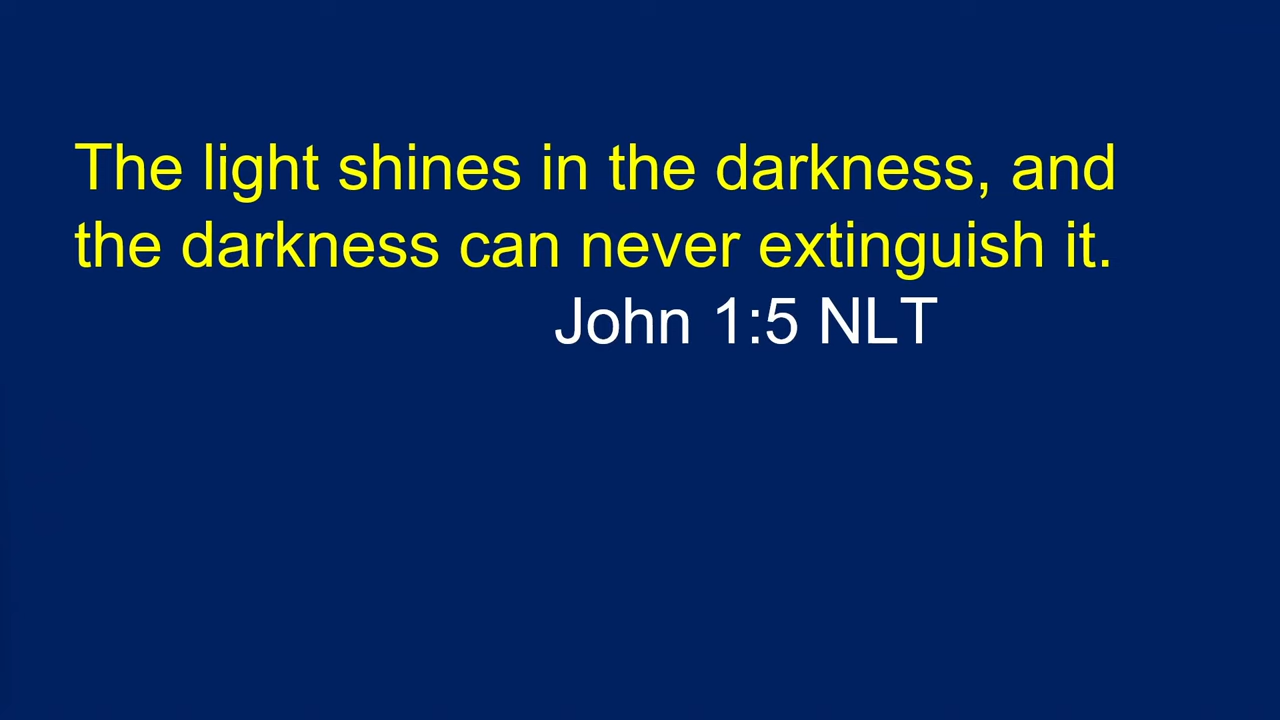 The light shines in the darkness, and
the darkness can never extinguish it.
John 1:5 NLT